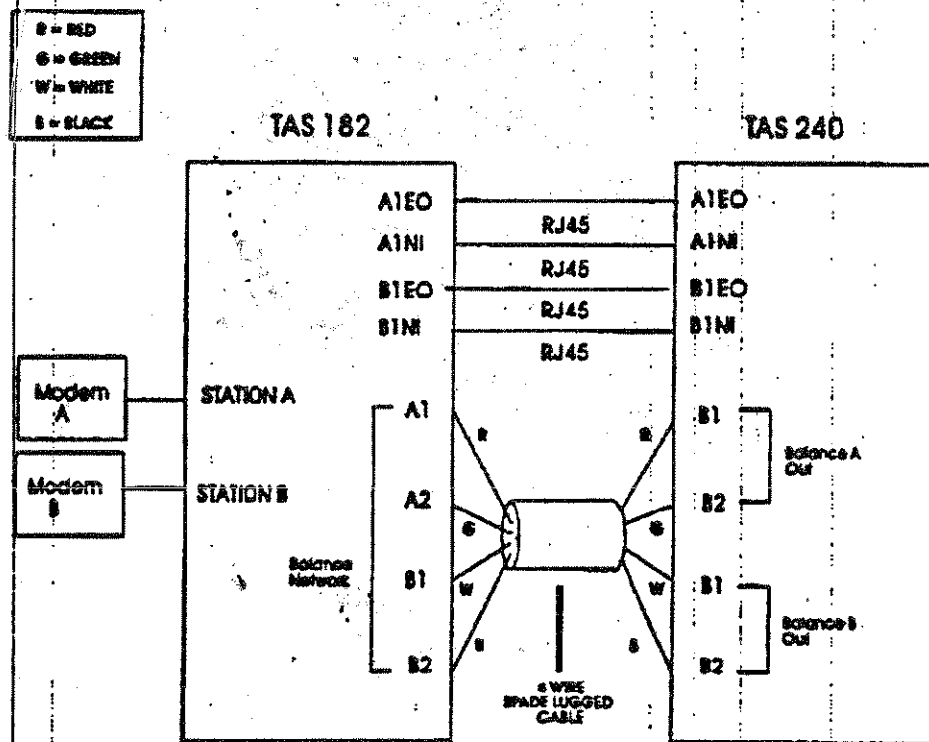 R = RED
G = GREEN
W = WHITE
B = BLACK
TAS 182
TAS 240
A1EO
A1NI
B1EO
B1NI
RJ45
RJ45
RJ45
RJ45
A1EO
A1NI
B1EO
B1NI
Modem
A
Modem
B
STATION A
STATION B
Balance
Network
A1
A2
B1
B2
R
G
W
B
R
G
W
B
WIRE
SPADE LUGGED
CABLE
B1
B2
B1
B2
Balance A
Out
Balance B
Out